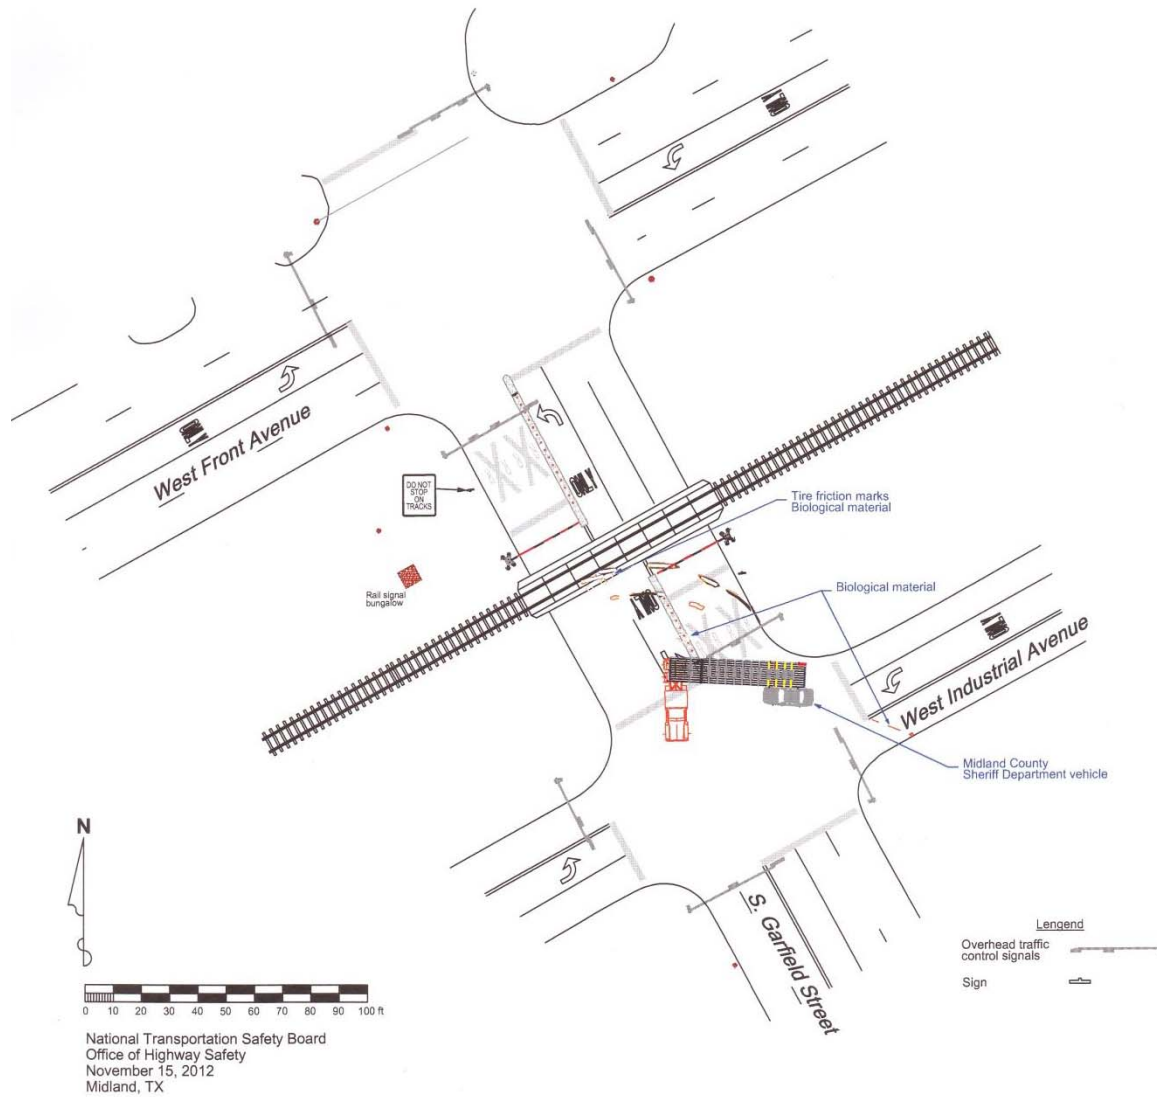 West Front Avenue
DO NOT
STOP
ON
TRACKS
ONLY
Tire friction marks
Biological material
Rail signal
bungalow
Biological material
West Industrial Avenue
Midland County
Sheriff Department vehicle
S. Garfield Street
N
0 10 20 30 40 50 60 70 80 90 100 ft
National Transportation Safety Board
Office of Highway Safety
November 15, 2012
Midland, TX
Lengend
Overhead traffic
control signals
Sign